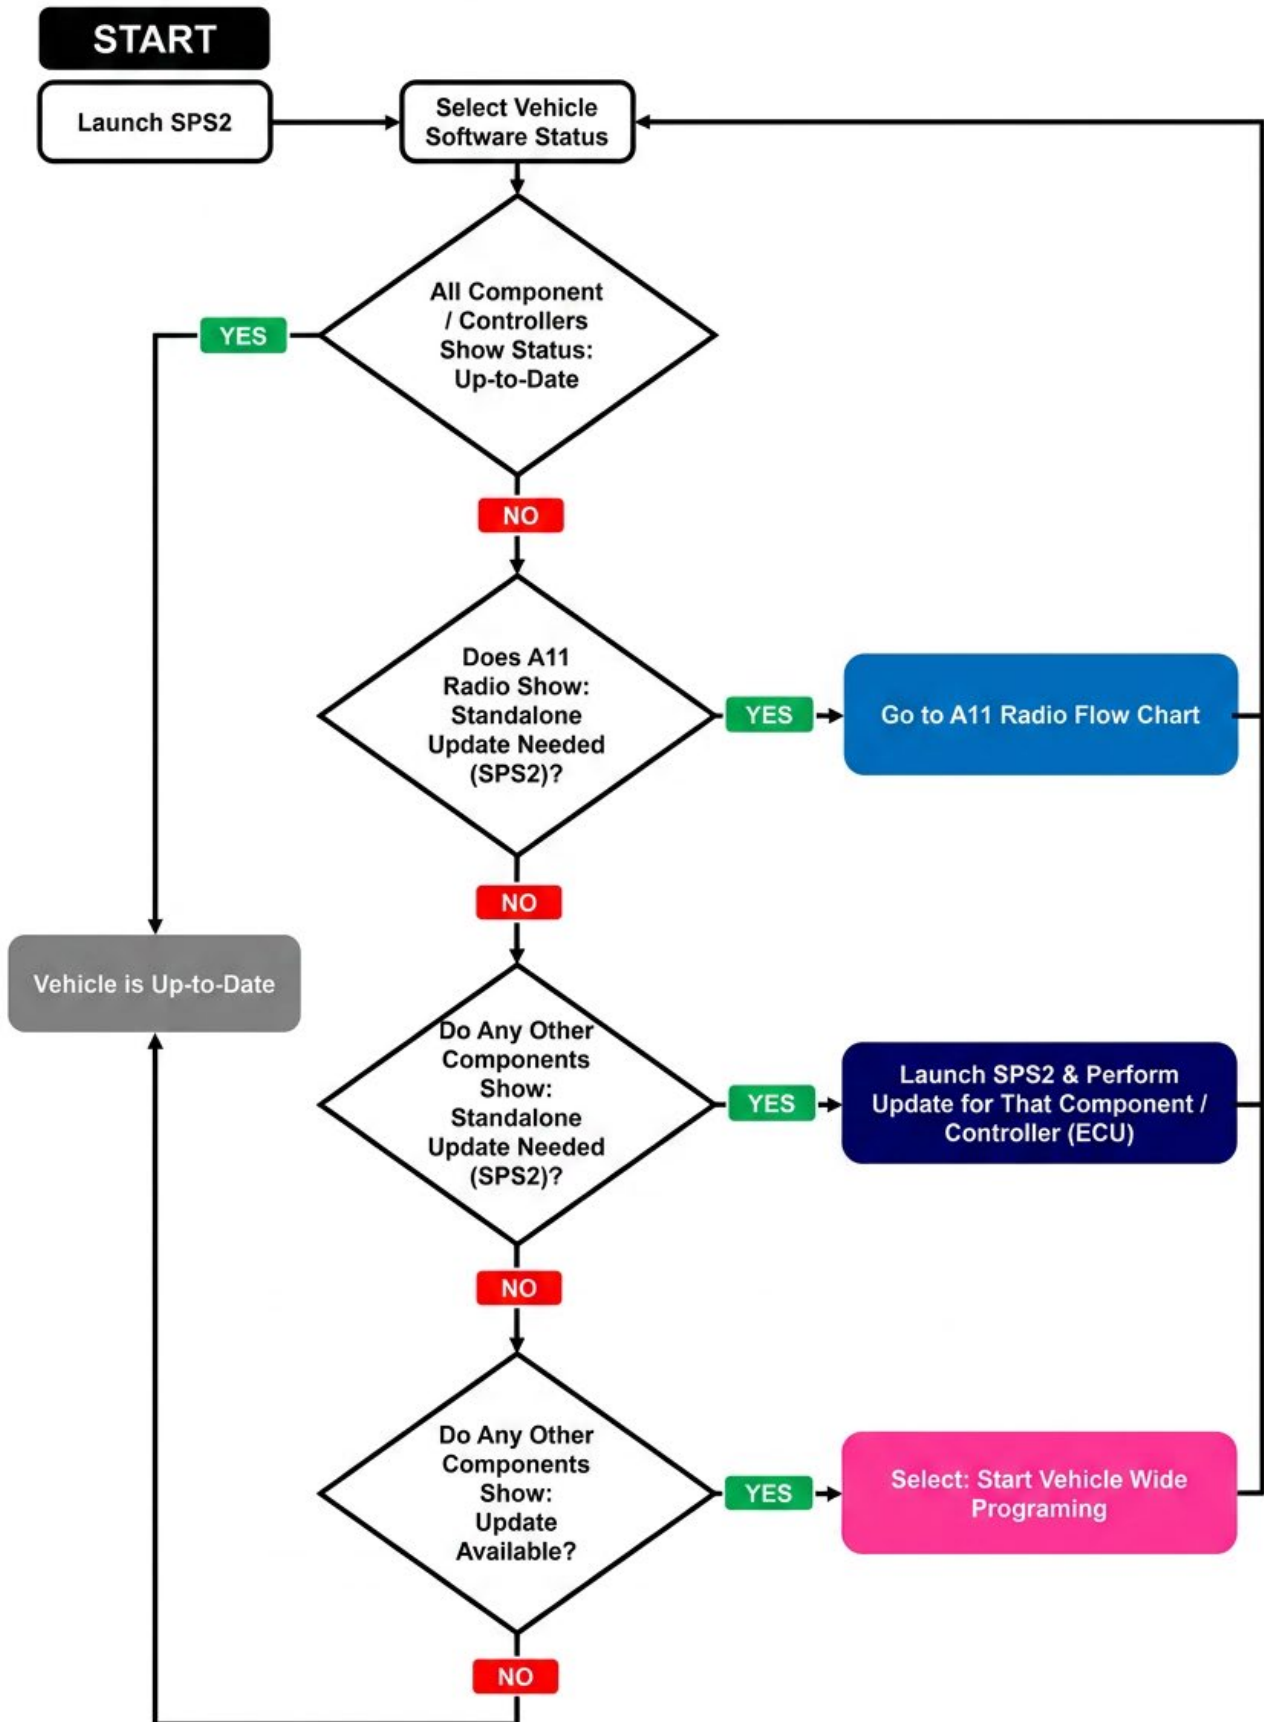 START
Launch SPS2
Select Vehicle
Software Status
All Component
/ Controllers
Show Status:
Up-to-Date
YES
NO
Does A11
Radio Show:
Standalone
Update Needed
(SPS2)?
YES
Go to A11 Radio Flow Chart
NO
Vehicle is Up-to-Date
Do Any Other
Components
Show:
Standalone
Update Needed
(SPS2)?
YES
Launch SPS2 & Perform
Update for That Component /
Controller (ECU)
NO
Do Any Other
Components
Show:
Update
Available?
YES
Select: Start Vehicle Wide
Programing
NO